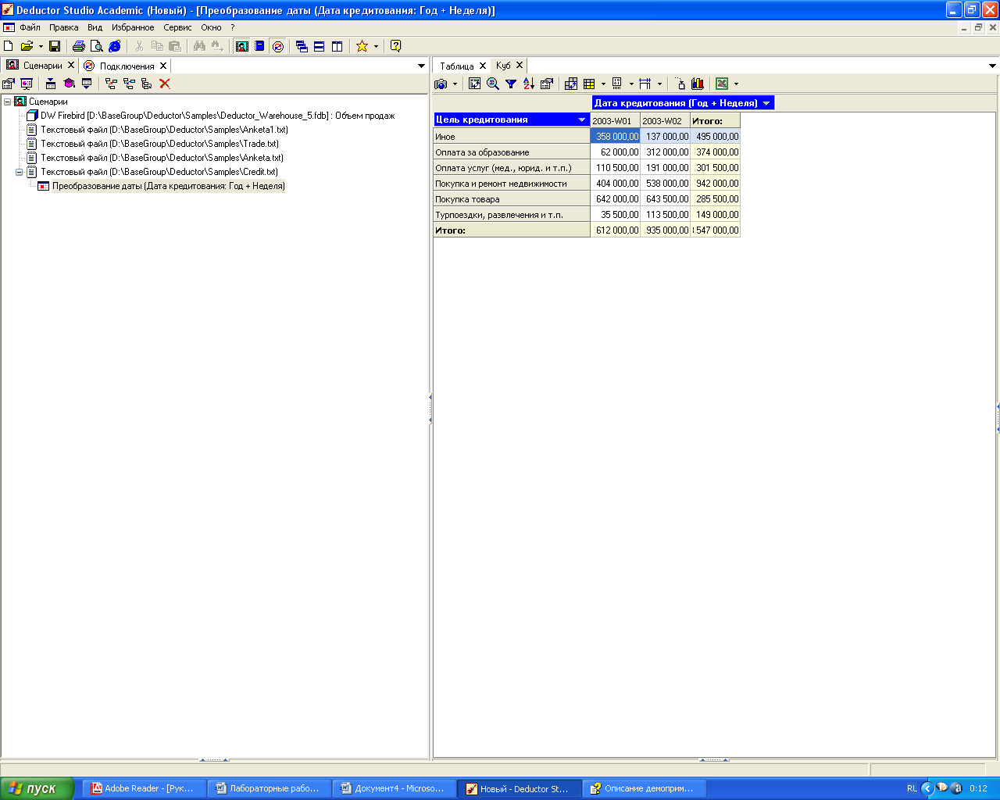 Deductor Studio Academic (Новый) - [Преобразование даты (Дата кредитования: Год + Неделя)]
Файл Правка Вид Избранное Сервис Окно ?
Сценарии Подключения
Таблица Куб
Сценарии
DW Firebird [D:\BaseGroup\Deductor\Samples\Deductor_Warehouse_5.fdb] : Объем продаж
Текстовый файл (D:\BaseGroup\Deductor\Samples\Anketa1.txt)
Текстовый файл (D:\BaseGroup\Deductor\Samples\Trade.txt)
Текстовый файл (D:\BaseGroup\Deductor\Samples\Anketa.txt)
Текстовый файл (D:\BaseGroup\Deductor\Samples\Credit.txt)
Преобразование даты (Дата кредитования: Год + Неделя)
Дата кредитования (Год + Неделя)
Цель кредитования 2003-W01 2003-W02 Итого:
Иное 358 000,00 137 000,00 495 000,00
Оплата за образование 62 000,00 312 000,00 374 000,00
Оплата услуг (мед., юрид. и т.п.) 110 500,00 191 000,00 301 500,00
Покупка и ремонт недвижимости 404 000,00 538 000,00 942 000,00
Покупка товара 642 000,00 643 500,00 285 500,00
Турпоездки, развлечения и т.п. 35 500,00 113 500,00 149 000,00
Итого: 612 000,00 935 000,00 547 000,00
пуск Adobe Reader - [Рук... Лабораторные рабо... Документ4 - Microso... Новый - Deductor St... Описание демоприм... RL 0:12